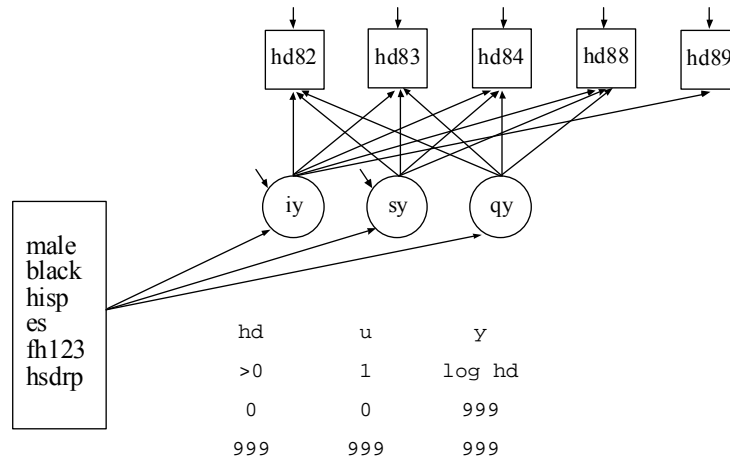 hd82 hd83 hd84 hd88 hd89
iy sy qy
male
black
hisp
es
fh123
hsdrp
hd u y
>0 1 log hd
0 0 999
999 999 999